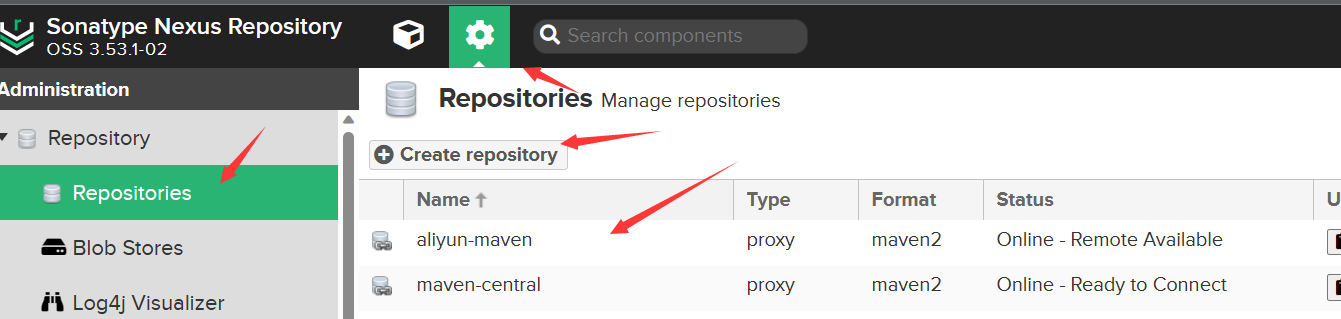 Sonatype Nexus Repository
OSS 3.53.1-02
Search components
Administration
Repositories Manage repositories
Repository
Create repository
Repositories
Name Type Format Status U
aliyun-maven proxy maven2 Online - Remote Available
Blob Stores
maven-central proxy maven2 Online - Ready to Connect
Log4j Visualizer